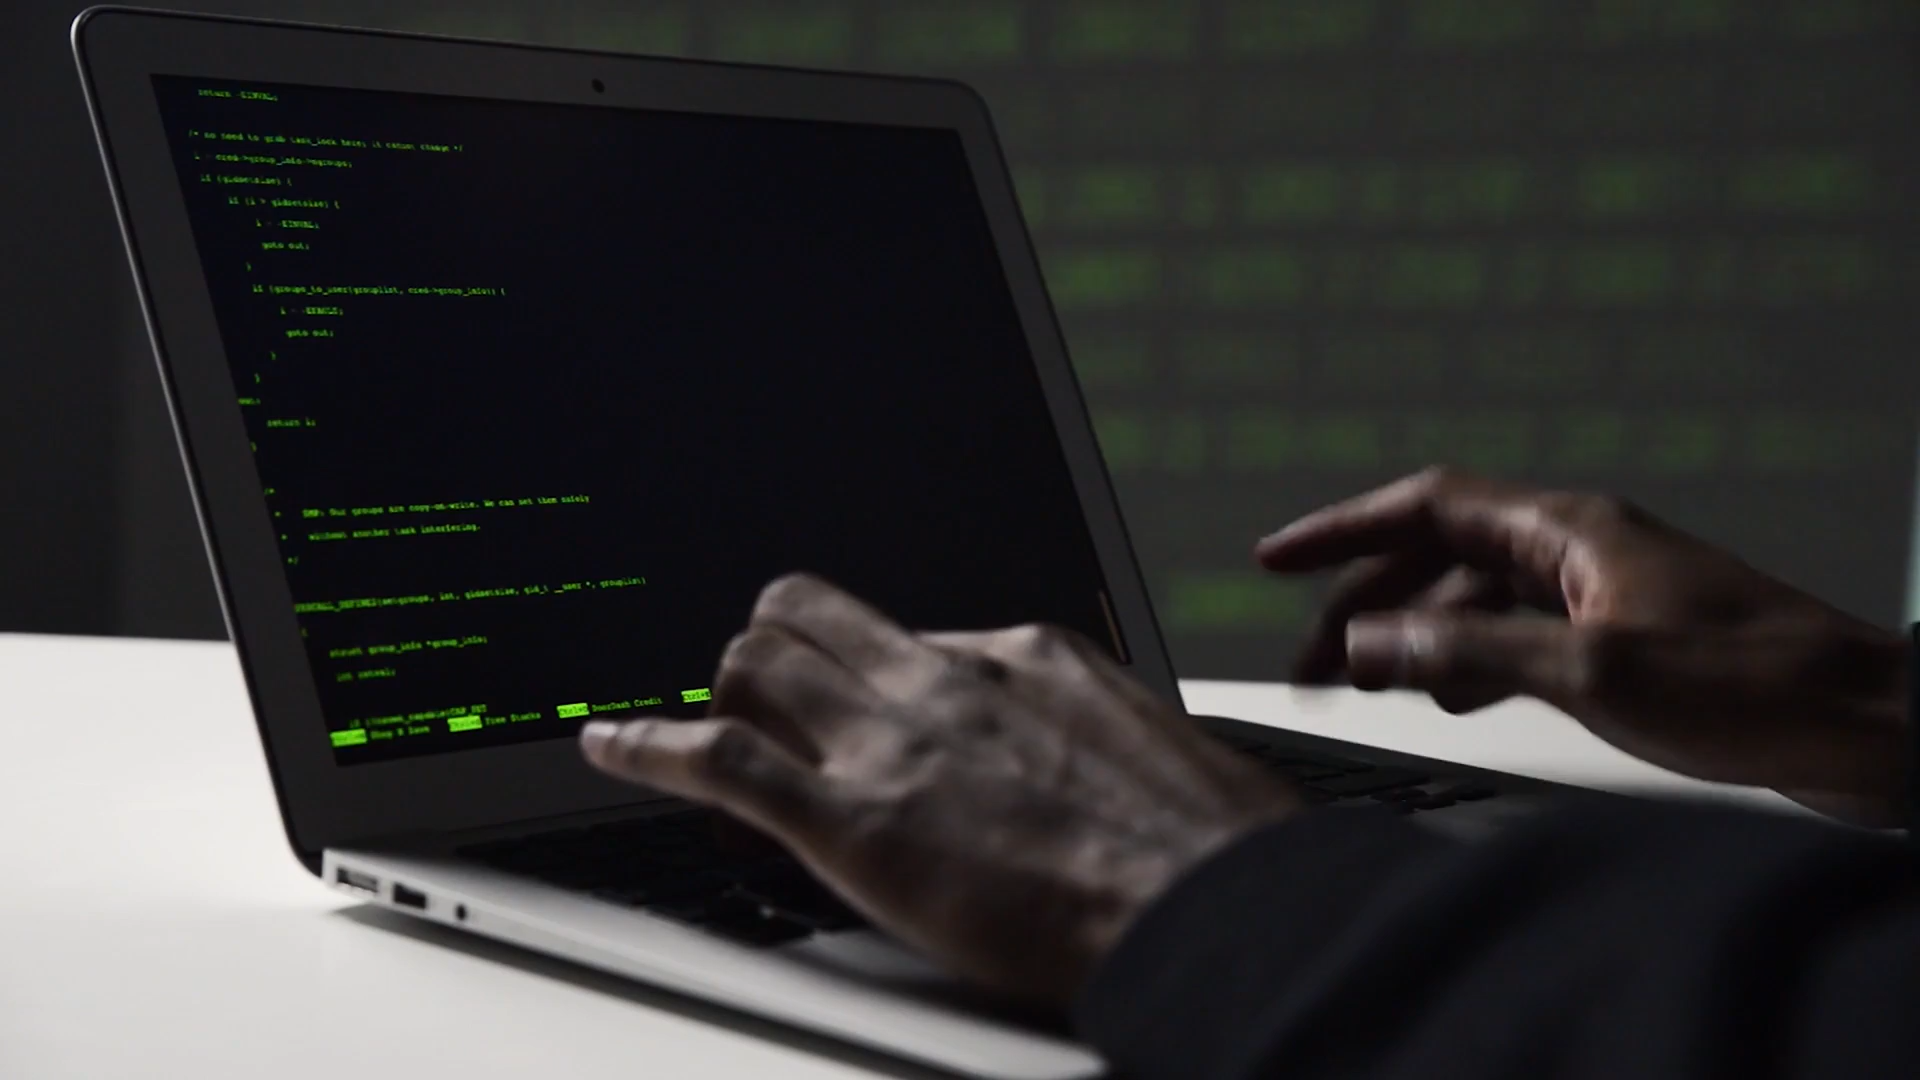 return -EINVAL;
/* no need to grab task_lock here; it cannot change */
i = cred->group_info->ngroups;
if (gidsetsize) {
if (i > gidsetsize) {
i = -EINVAL;
goto out;
}
if (groups_to_user(grouplist, cred->group_info)) {
i = -EFAULT;
goto out;
}
}
out:
return i;
}
/*
* SMP: Our groups are copy-on-write. We can set them safely
* without another task interfering.
*/
SYSCALL_DEFINE2(setgroups, int, gidsetsize, gid_t __user *, grouplist)
{
struct group_info *group_info;
int retval;
Shop & Save Free Stocks DoorDash Credit